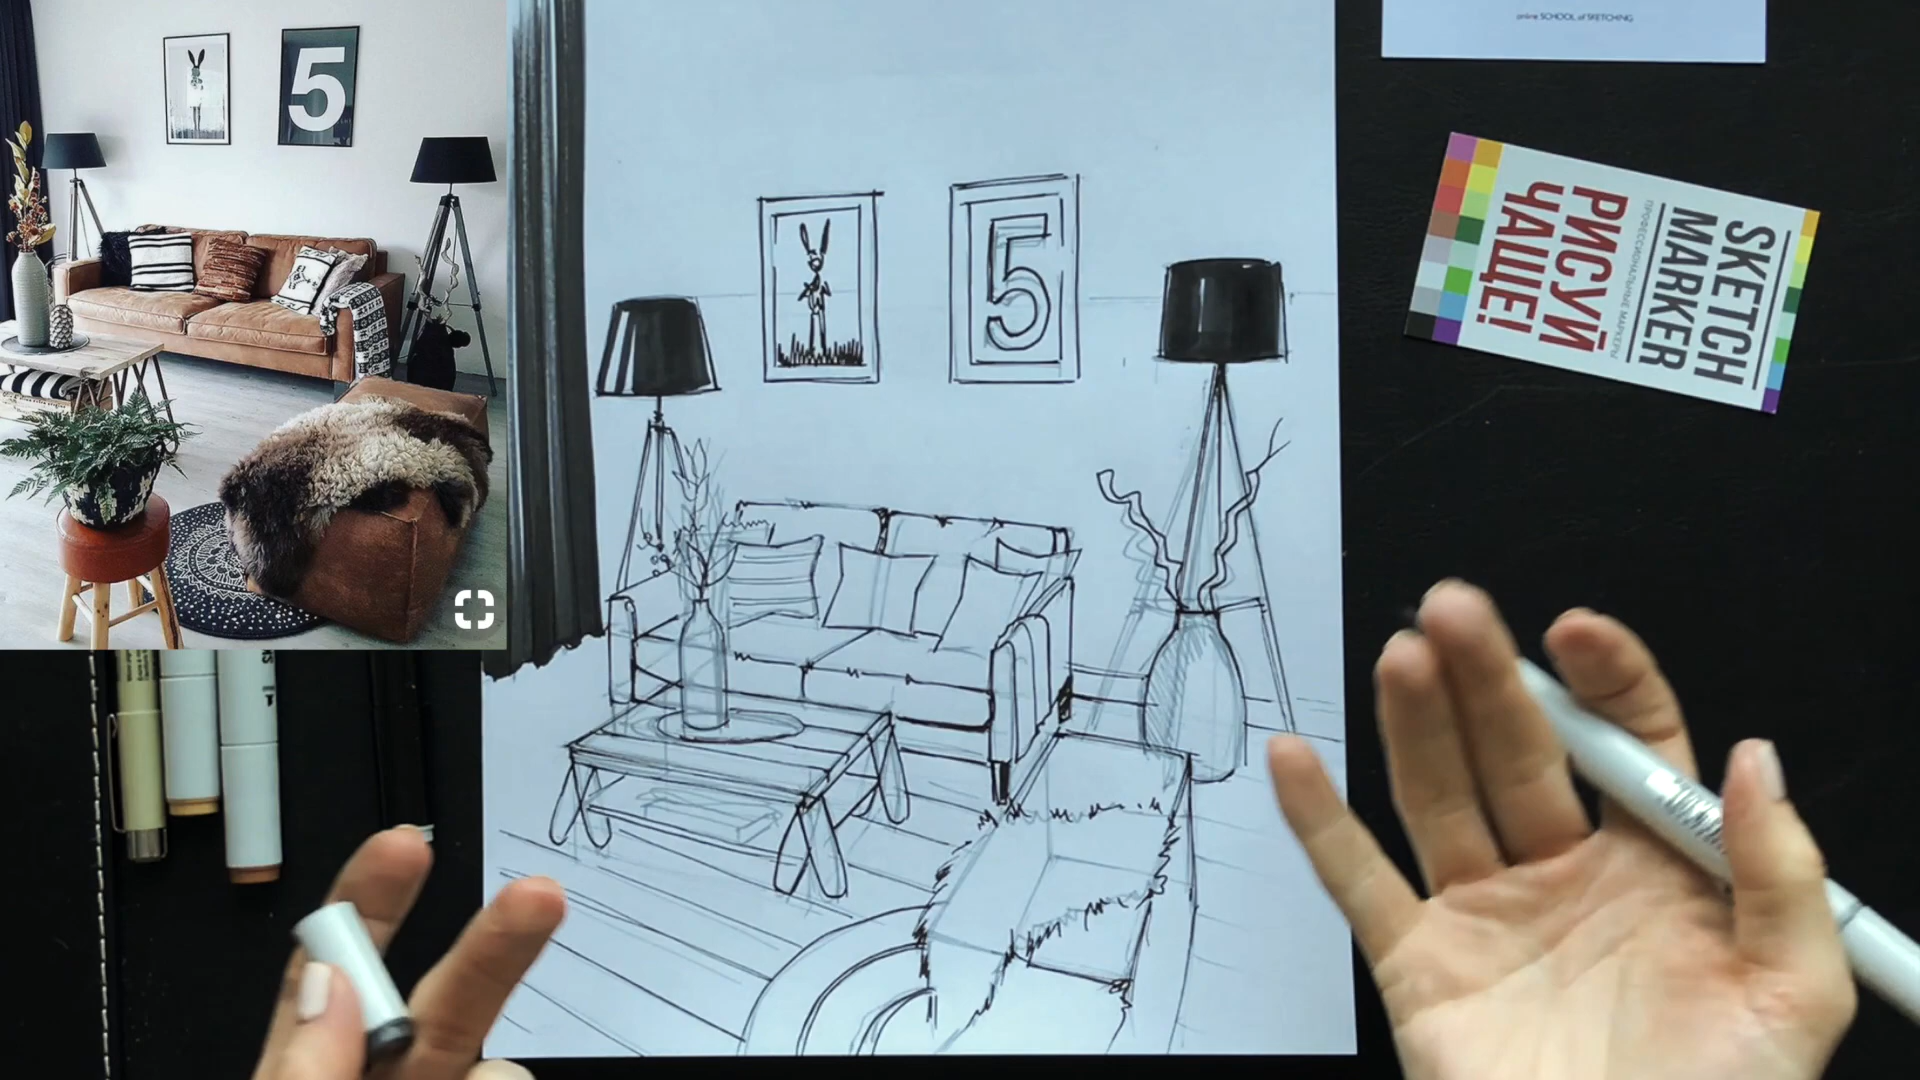 5
5
online SCHOOL of SKETCHING
SKETCH
MARKER
ПРОФЕССИОНАЛЬНЫЕ МАРКЕРЫ
РИСУЙ
ЧАЩЕ!